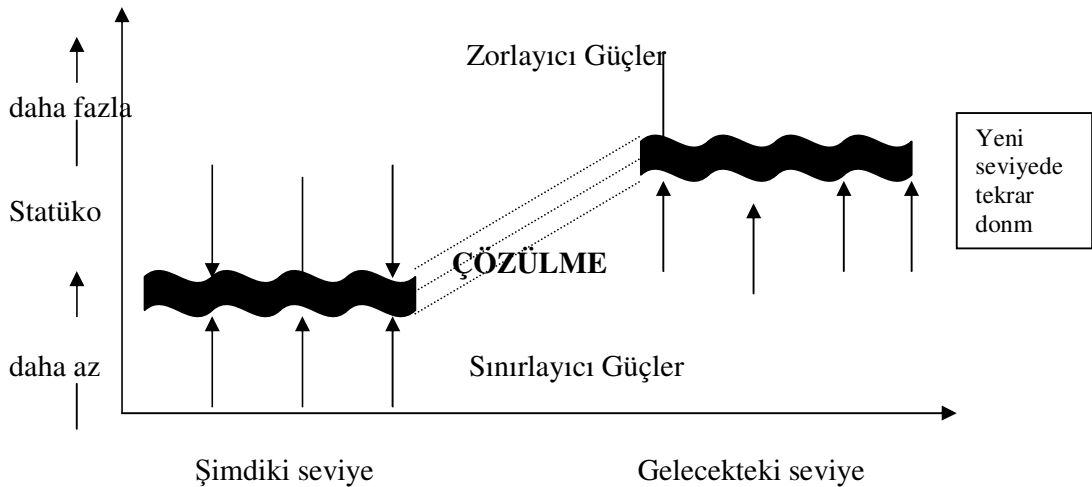 Zorlayıcı Güçler
daha fazla
Yeni
seviyede
tekrar
donm
Statüko
ÇÖZÜLME
daha az
Sınırlayıcı Güçler
Şimdiki seviye
Gelecekteki seviye